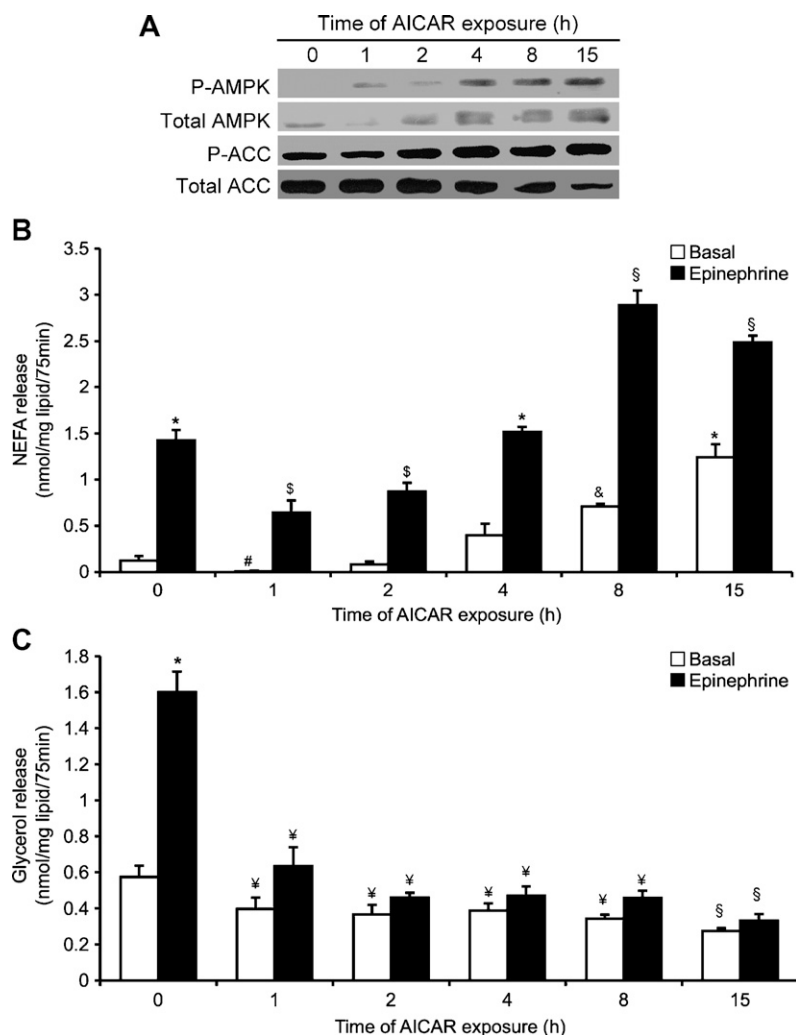 A
Time of AICAR exposure (h)
0 1 2 4 8 15
P-AMPK
Total AMPK
P-ACC
Total ACC
B
3.5
3
2.5
2
1.5
1
0.5
0
NEFA release
(nmol/mg lipid/75min)
Basal
Epinephrine
* # $ $ * & § * §
0 1 2 4 8 15
Time of AICAR exposure (h)
C
1.8
1.6
1.4
1.2
1
0.8
0.6
0.4
0.2
0
Glycerol release
(nmol/mg lipid/75min)
Basal
Epinephrine
* ¥ ¥ ¥ ¥ ¥ ¥ ¥ ¥ § §
0 1 2 4 8 15
Time of AICAR exposure (h)